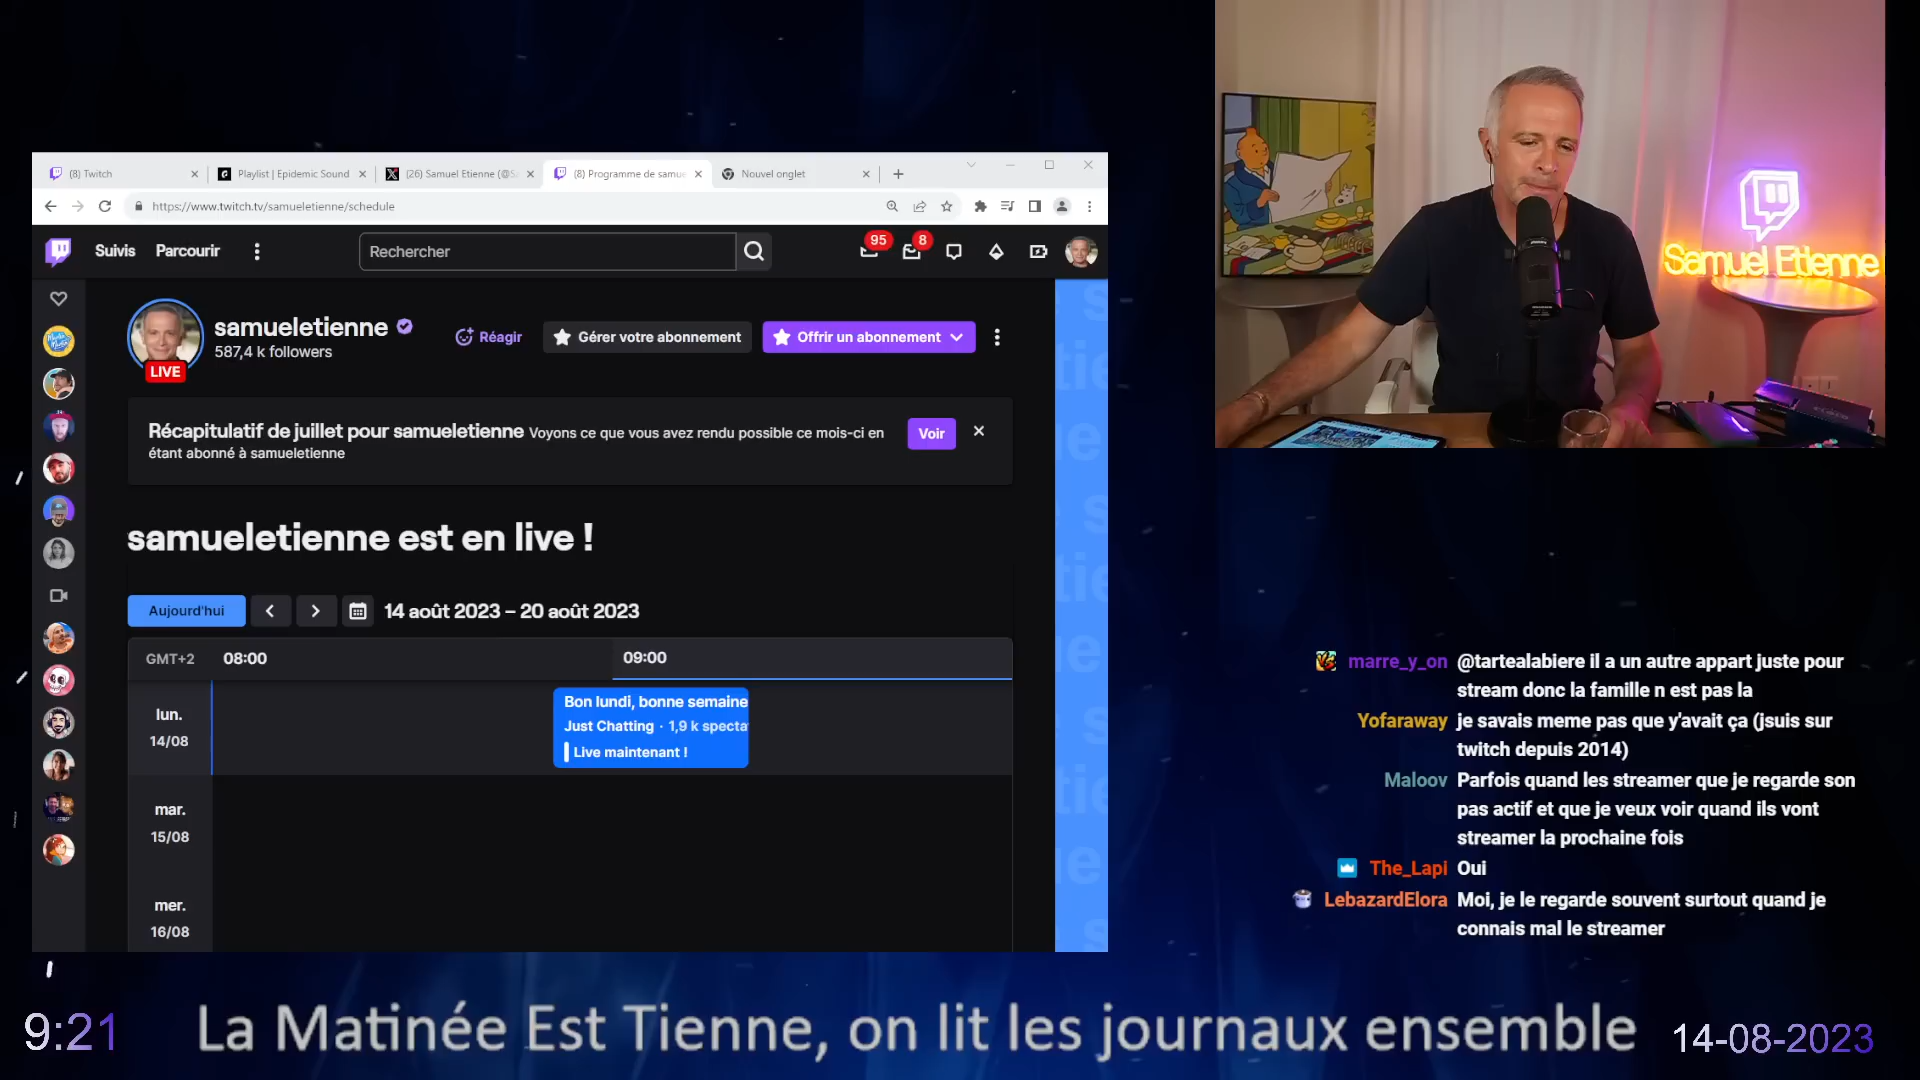 (8) Twitch
Playlist | Epidemic Sound
(26) Samuel Etienne (@Sa
(8) Programme de samue
Nouvel onglet
https://www.twitch.tv/samueletienne/schedule
Suivis
Parcourir
Rechercher
95
8
samueletienne
587,4 k followers
LIVE
Réagir
Gérer votre abonnement
Offrir un abonnement
Récapitulatif de juillet pour samueletienne Voyons ce que vous avez rendu possible ce mois-ci en
étant abonné à samueletienne
Voir
samueletienne est en live !
Aujourd'hui
14 août 2023 – 20 août 2023
GMT+2
08:00
09:00
lun.
14/08
Bon lundi, bonne semaine
Just Chatting · 1,9 k specta
Live maintenant !
mar.
15/08
mer.
16/08
Samuel Etienne
marre_y_on @tartealabiere il a un autre appart juste pour
stream donc la famille n est pas la
Yofaraway je savais meme pas que y'avait ça (jsuis sur
twitch depuis 2014)
Maloov Parfois quand les streamer que je regarde son
pas actif et que je veux voir quand ils vont
streamer la prochaine fois
The_Lapi Oui
LebazardElora Moi, je le regarde souvent surtout quand je
connais mal le streamer
9:21
La Matinée Est Tienne, on lit les journaux ensemble
14-08-2023